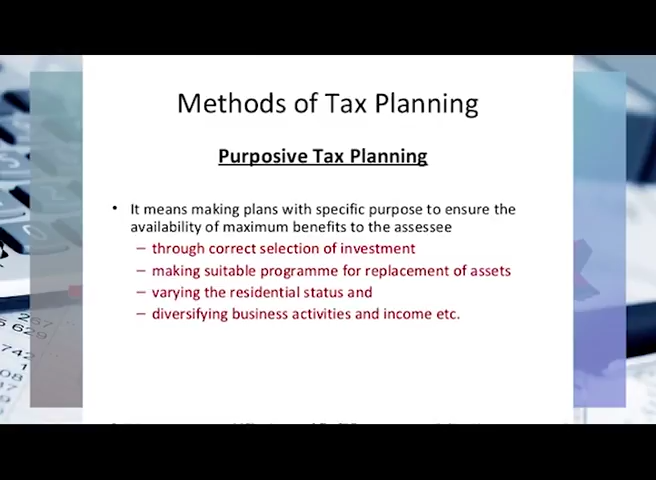 Methods of Tax Planning
Purposive Tax Planning
• It means making plans with specific purpose to ensure the
availability of maximum benefits to the assessee
– through correct selection of investment
– making suitable programme for replacement of assets
– varying the residential status and
– diversifying business activities and income etc.